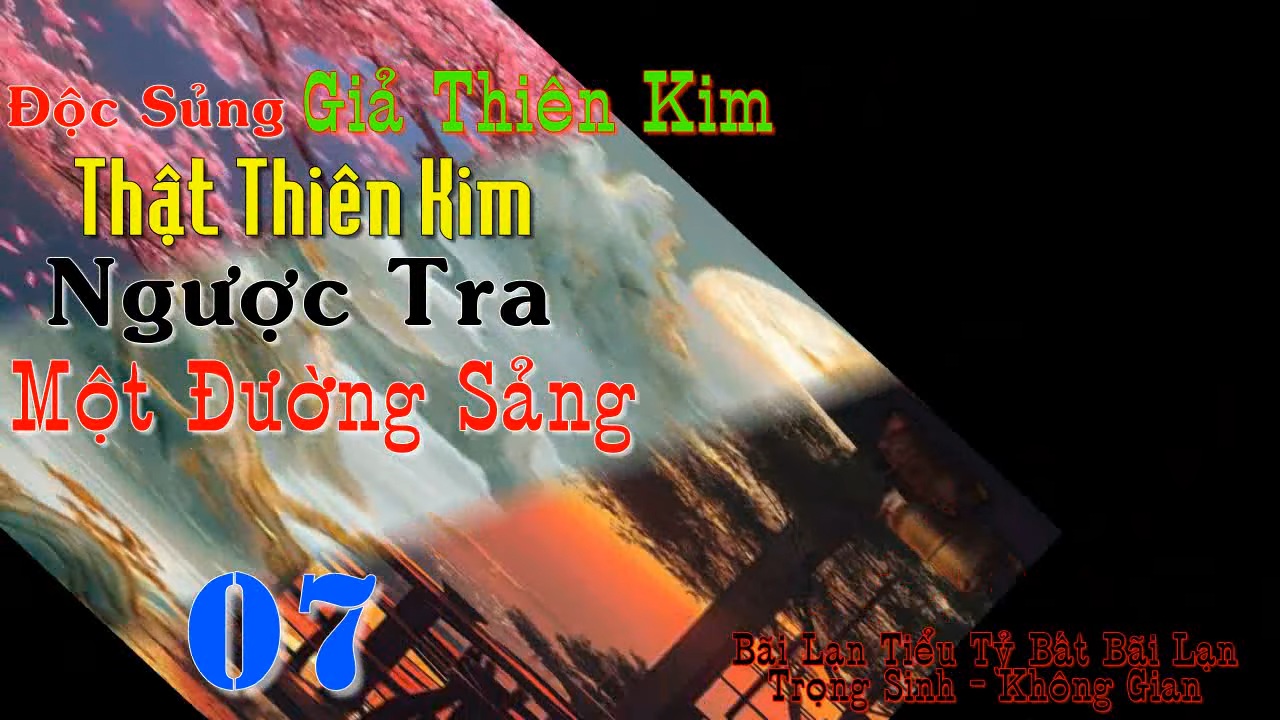 Độc Sủng Giả Thiên Kim
Thật Thiên Kim
Ngược Tra
Một Đường Sảng
07
Bãi Lạn Tiểu Tỷ Bât Bãi Lạn
Trọng Sinh - Không Gian